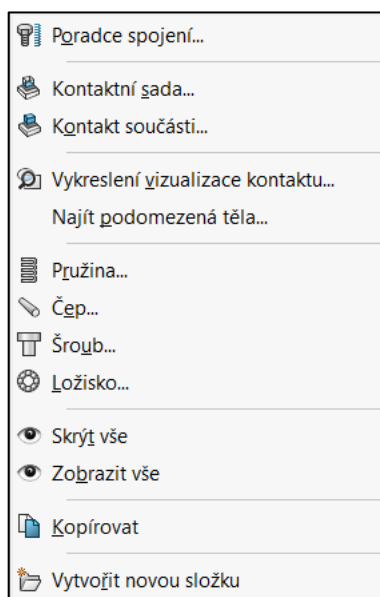 Poradce spojení...
Kontaktní sada...
Kontakt součásti...
Vykreslení vizualizace kontaktu...
Najít podomezená těla...
Pružina...
Čep...
Šroub...
Ložisko...
Skrýt vše
Zobrazit vše
Kopírovat
Vytvořit novou složku